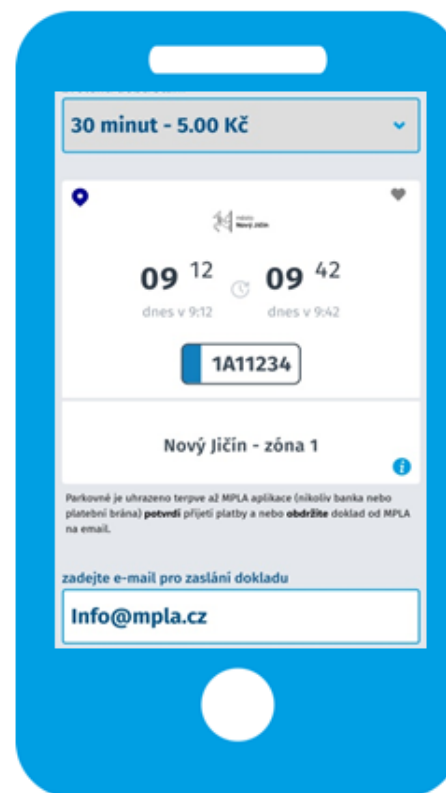 30 minut - 5.00 Kč
město
Nový Jičín
09 12 09 42
dnes v 9:12 dnes v 9:42
1A11234
Nový Jičín - zóna 1
Parkovné je uhrazeno terpve až MPLA aplikace (nikoliv banka nebo
platební brána) potvrdí přijetí platby a nebo obdržíte doklad od MPLA
na email.
zadejte e-mail pro zaslání dokladu
Info@mpla.cz